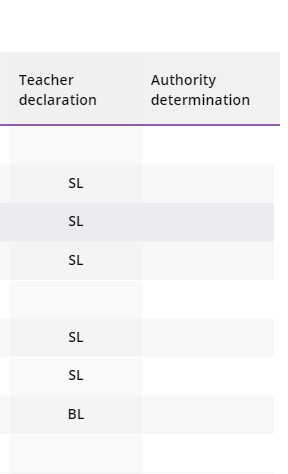 Teacher declaration
Authority determination
SL
SL
SL
SL
SL
BL